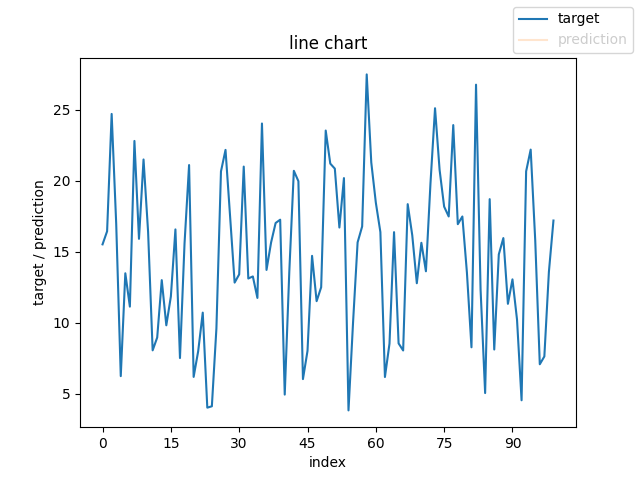 target
prediction
line chart
target / prediction
25
20
15
10
5
0 15 30 45 60 75 90
index